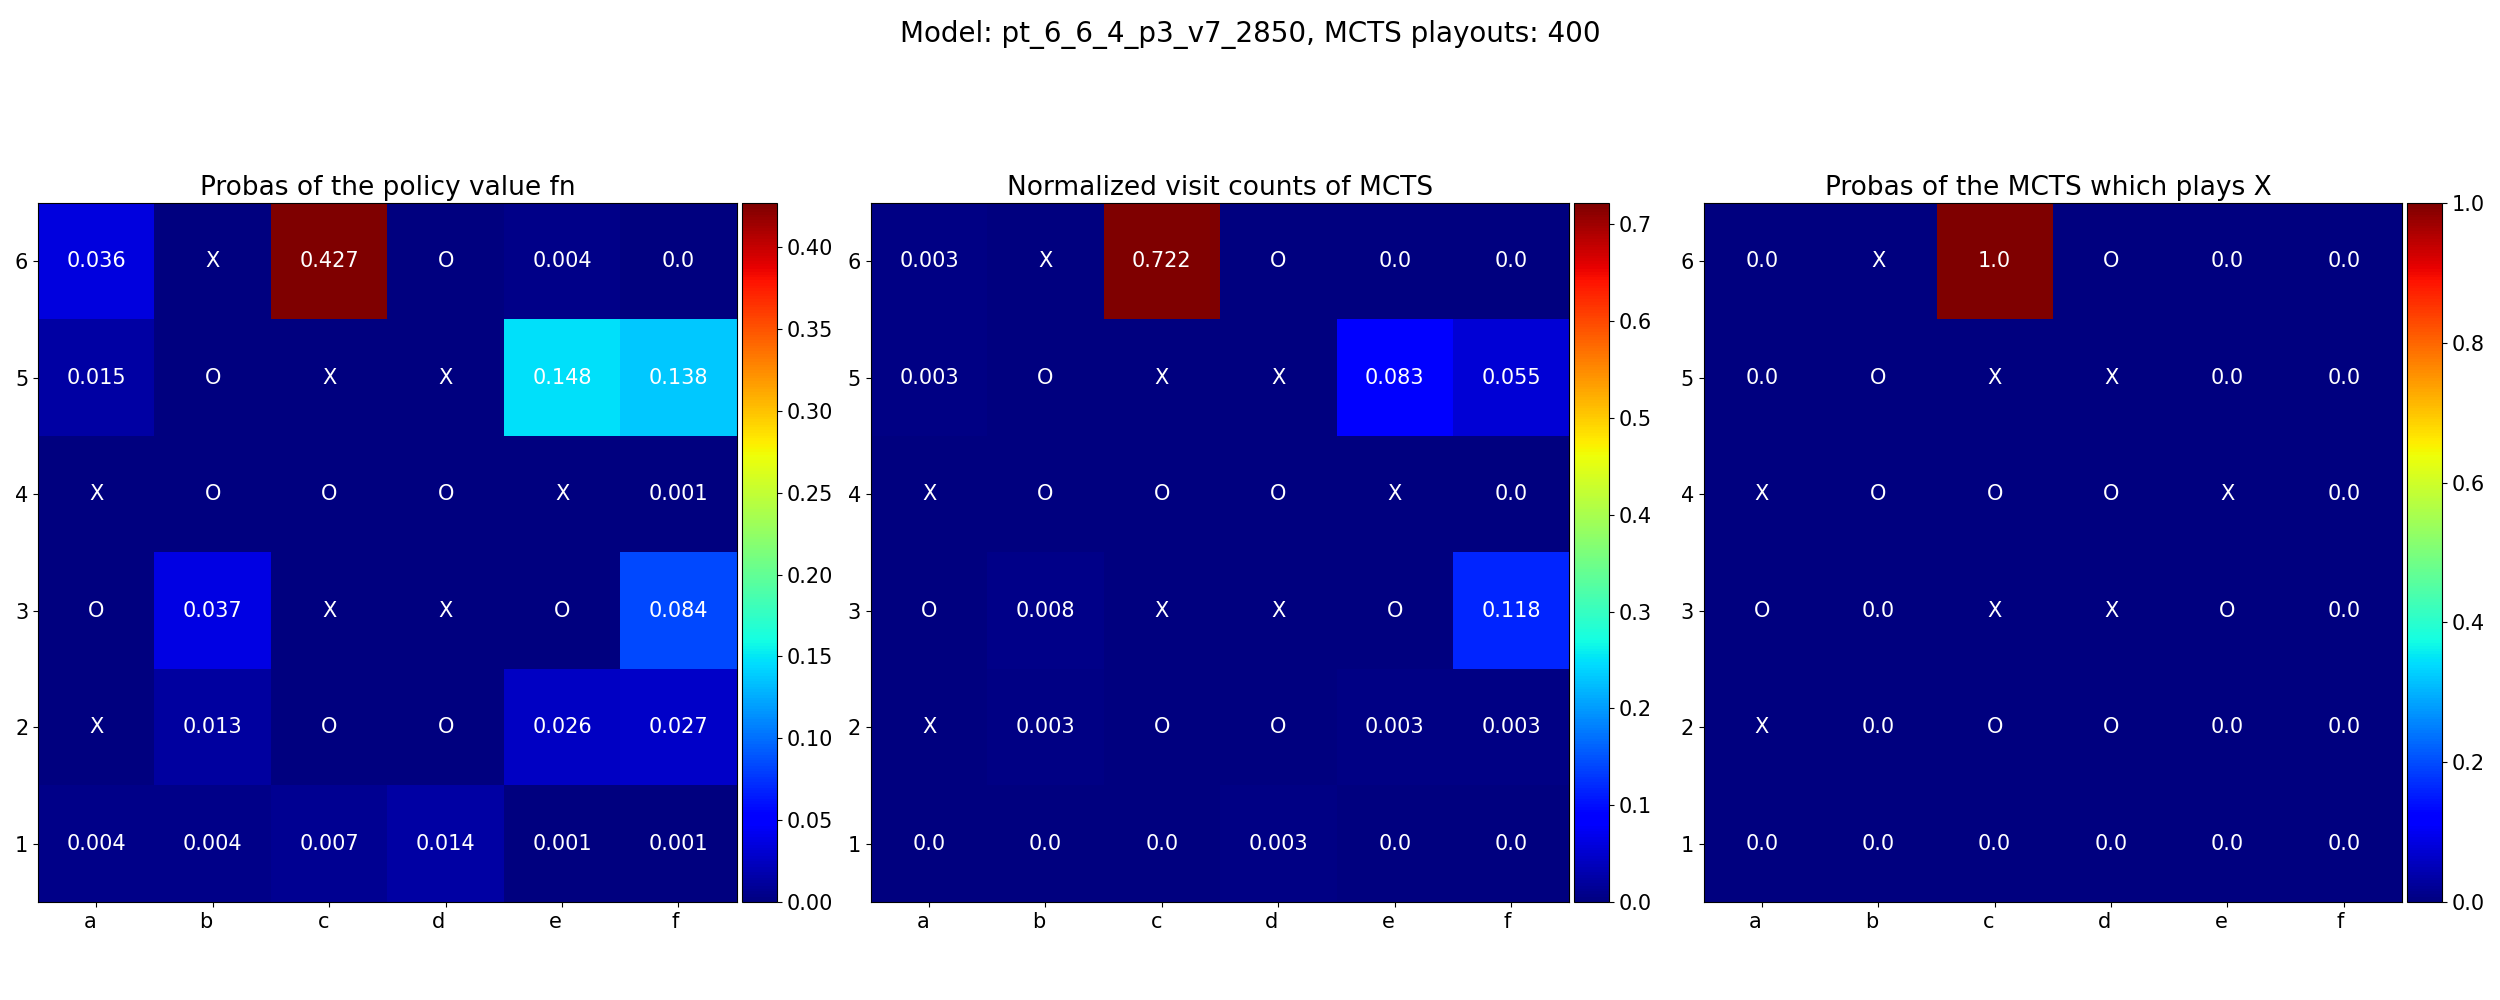 Model: pt_6_6_4_p3_v7_2850, MCTS playouts: 400
Probas of the policy value fn
6 0.036 X 0.427 O 0.004 0.0
5 0.015 O X X 0.148 0.138
4 X O O O X 0.001
3 O 0.037 X X O 0.084
2 X 0.013 O O 0.026 0.027
1 0.004 0.004 0.007 0.014 0.001 0.001
a b c d e f
0.40
0.35
0.30
0.25
0.20
0.15
0.10
0.05
0.00
Normalized visit counts of MCTS
6 0.003 X 0.722 O 0.0 0.0
5 0.003 O X X 0.083 0.055
4 X O O O X 0.0
3 O 0.008 X X O 0.118
2 X 0.003 O O 0.003 0.003
1 0.0 0.0 0.0 0.003 0.0 0.0
a b c d e f
0.7
0.6
0.5
0.4
0.3
0.2
0.1
0.0
Probas of the MCTS which plays X
6 0.0 X 1.0 O 0.0 0.0
5 0.0 O X X 0.0 0.0
4 X O O O X 0.0
3 O 0.0 X X O 0.0
2 X 0.0 O O 0.0 0.0
1 0.0 0.0 0.0 0.0 0.0 0.0
a b c d e f
1.0
0.8
0.6
0.4
0.2
0.0